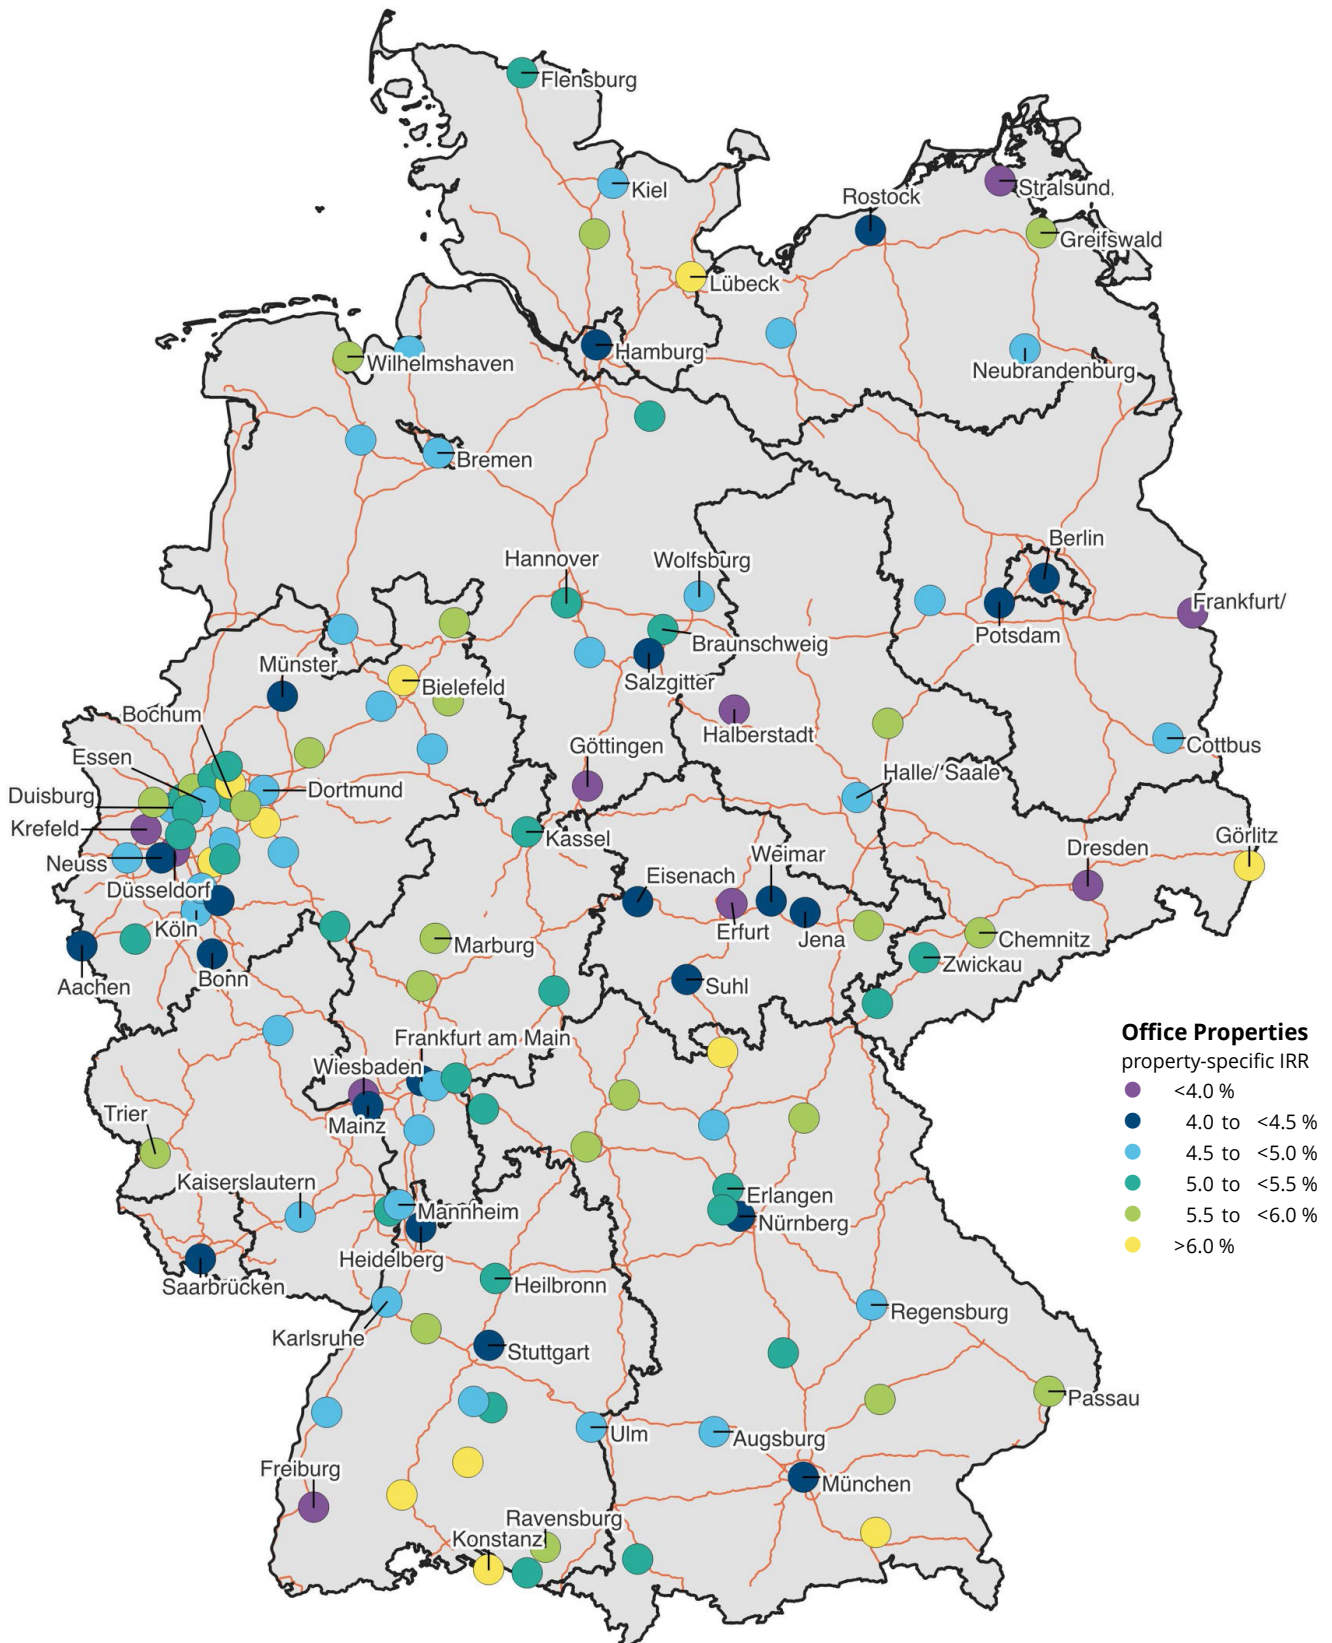 Flensburg
Kiel
Stralsund
Rostock
Greifswald
Lübeck
Hamburg
Wilhelmshaven
Neubrandenburg
Bremen
Berlin
Hannover
Wolfsburg
Frankfurt/
Potsdam
Braunschweig
Münster
Salzgitter
Bielefeld
Bochum
Halberstadt
Göttingen
Cottbus
Essen
Halle/ Saale
Dortmund
Duisburg
Krefeld
Kassel
Görlitz
Dresden
Weimar
Neuss
Eisenach
Düsseldorf
Köln
Erfurt
Jena
Chemnitz
Marburg
Zwickau
Bonn
Aachen
Suhl
Frankfurt am Main
Wiesbaden
Mainz
Trier
Kaiserslautern
Erlangen
Mannheim
Nürnberg
Heidelberg
Saarbrücken
Heilbronn
Regensburg
Karlsruhe
Stuttgart
Passau
Ulm
Augsburg
Freiburg
München
Ravensburg
Konstanz
Office Properties
property-specific IRR
<4.0 %
4.0 to <4.5 %
4.5 to <5.0 %
5.0 to <5.5 %
5.5 to <6.0 %
>6.0 %